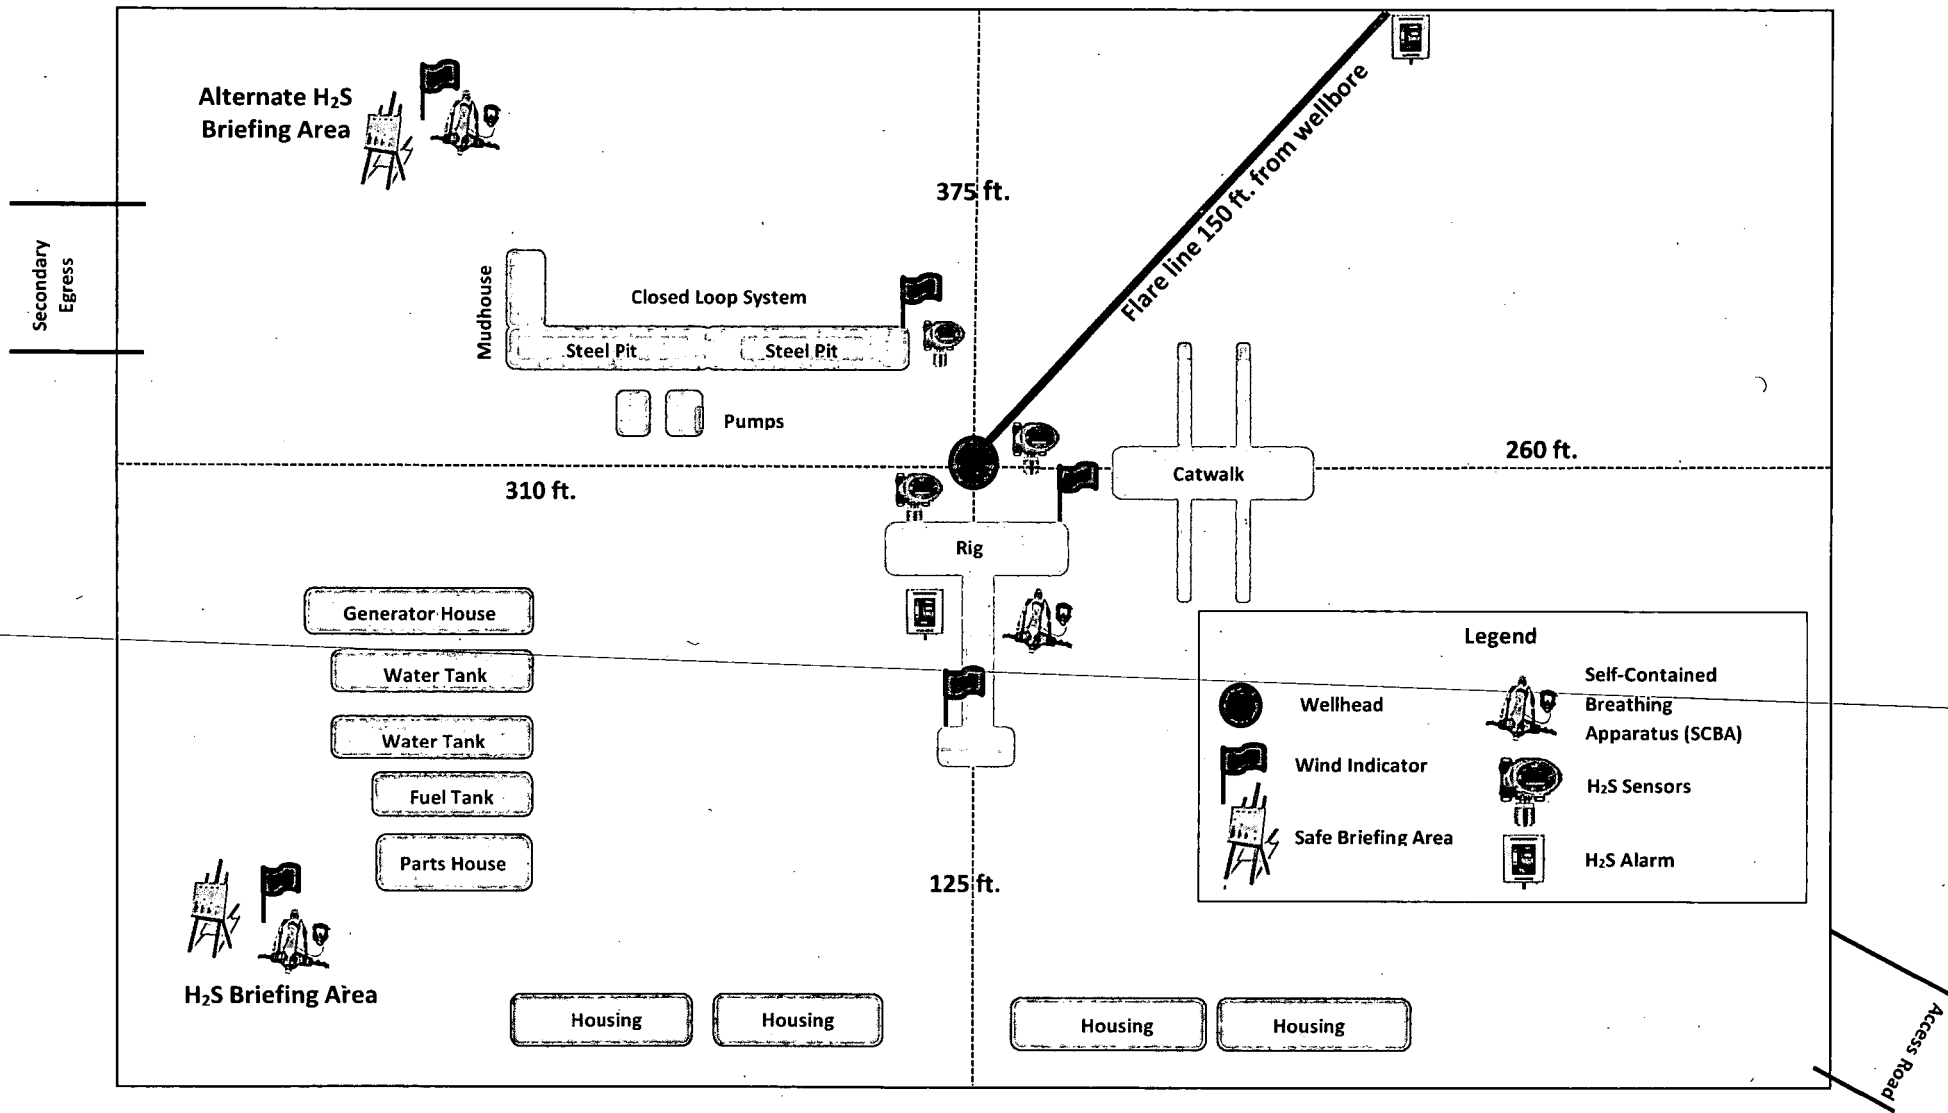 Alternate H₂S
Briefing Area
Flare line 150 ft. from wellbore
375 ft.
Secondary
Egress
Mudhouse
Closed Loop System
Steel Pit
Steel Pit
Pumps
260 ft.
310 ft.
Catwalk
Rig
Generator House
Water Tank
Water Tank
Fuel Tank
Parts House
125 ft.
H₂S Briefing Area
Housing
Housing
Housing
Housing
Legend
Wellhead
Self-Contained
Breathing
Apparatus (SCBA)
Wind Indicator
H₂S Sensors
Safe Briefing Area
H₂S Alarm
Access Road